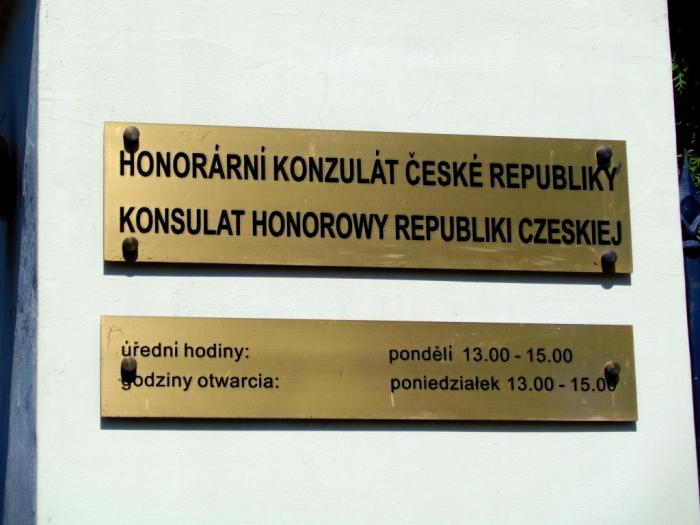 HONORÁRNÍ KONZULÁT ČESKÉ REPUBLIKY
KONSULAT HONOROWY REPUBLIKI CZESKIEJ
úřední hodiny: ponděli 13.00 - 15.00
godziny otwarcia: poniedziałek 13.00 - 15.00